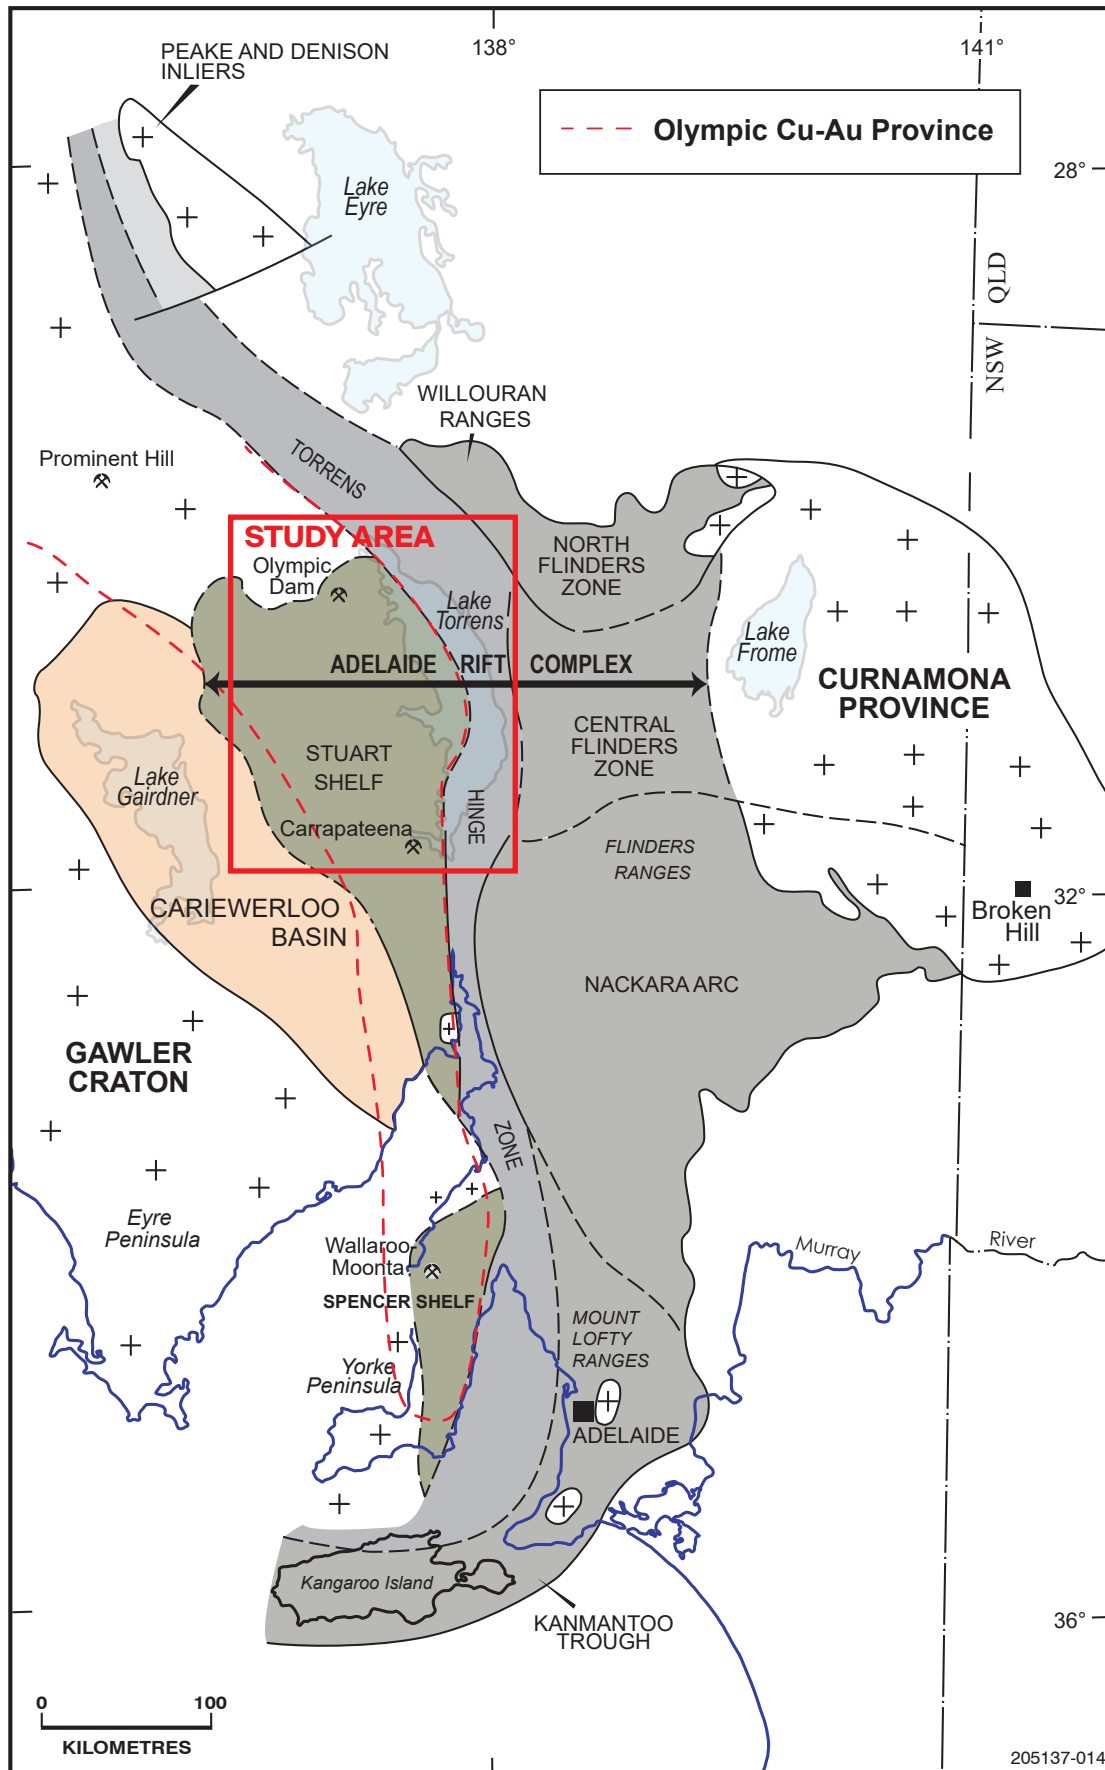 138°
141°
PEAKE AND DENISON
INLIERS
Olympic Cu-Au Province
28°
Lake
Eyre
QLD
NSW
WILLOURAN
RANGES
TORRENS
Prominent Hill
STUDY AREA
Olympic
Dam
NORTH
FLINDERS
ZONE
Lake
Torrens
Lake
Frome
ADELAIDE RIFT COMPLEX
CURNAMONA
PROVINCE
CENTRAL
FLINDERS
ZONE
STUART
SHELF
Lake
Gairdner
HINGE
Carrapateena
FLINDERS
RANGES
32°
CARIEWERLOO
BASIN
Broken
Hill
NACKARA ARC
GAWLER
CRATON
ZONE
Eyre
Peninsula
Murray River
Wallaroo-
Moonta
SPENCER SHELF
MOUNT
LOFTY
RANGES
Yorke
Peninsula
ADELAIDE
Kangaroo Island
KANMANTOO
TROUGH
36°
0 100
KILOMETRES
205137-014